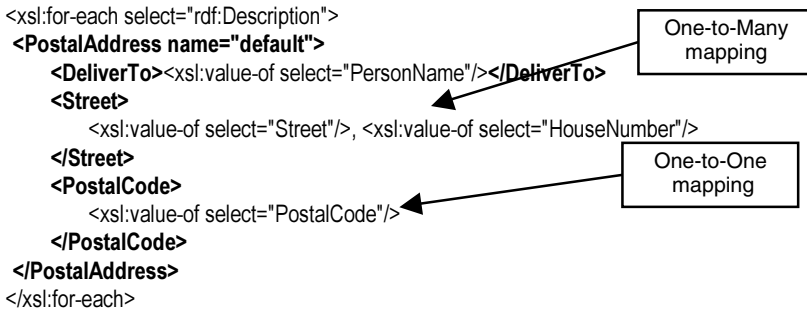 <xsl:for-each select="rdf:Description">
<PostalAddress name="default">
<DeliverTo><xsl:value-of select="PersonName"/></DeliverTo>
<Street>
<xsl:value-of select="Street"/>, <xsl:value-of select="HouseNumber"/>
</Street>
<PostalCode>
<xsl:value-of select="PostalCode"/>
</PostalCode>
</PostalAddress>
</xsl:for-each>
One-to-Many
mapping
One-to-One
mapping